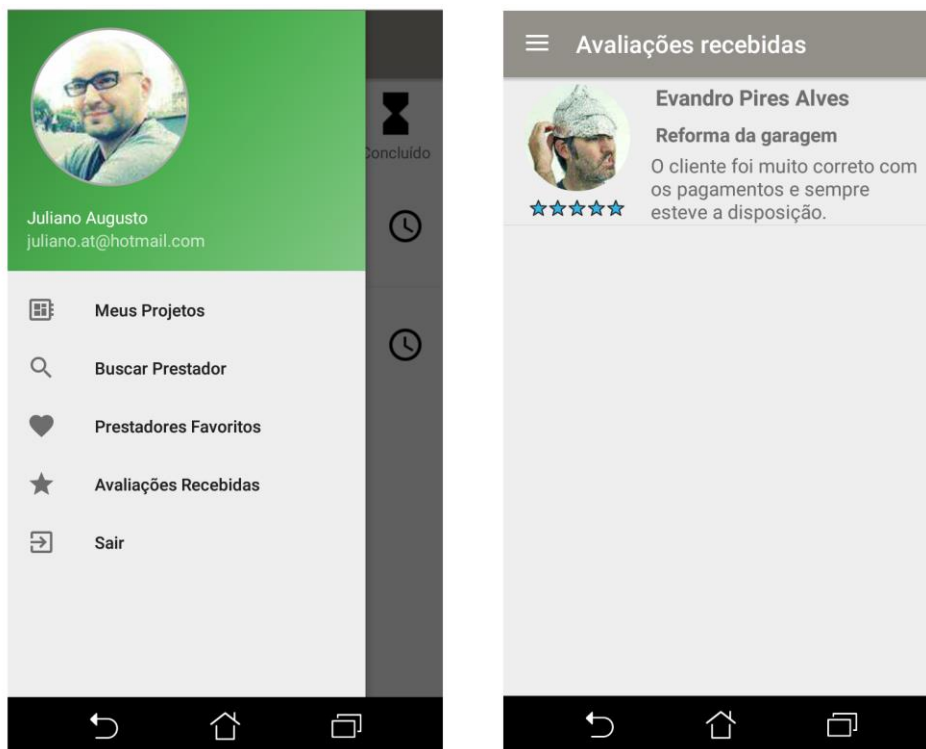 Juliano Augusto
juliano.at@hotmail.com
Concluído
Meus Projetos
Buscar Prestador
Prestadores Favoritos
Avaliações Recebidas
Sair
Avaliações recebidas
Evandro Pires Alves
Reforma da garagem
O cliente foi muito correto com
os pagamentos e sempre
esteve a disposição.